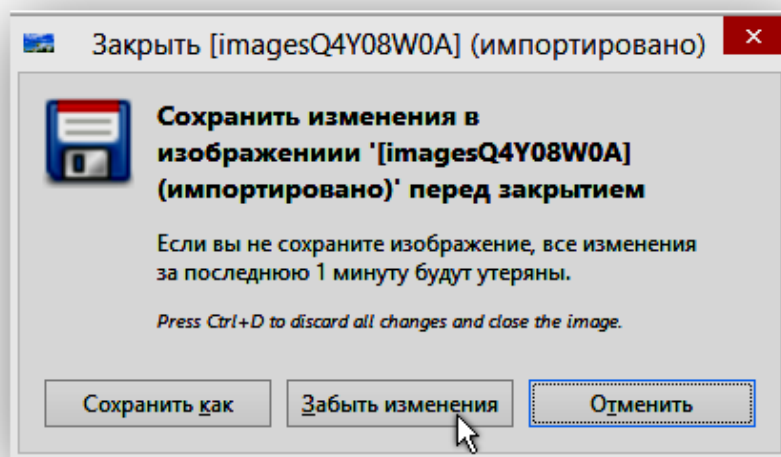 Закрыть [imagesQ4Y08W0A] (импортировано)
Сохранить изменения в
изображениии '[imagesQ4Y08W0A]
(импортировано)' перед закрытием
Если вы не сохраните изображение, все изменения
за последнюю 1 минуту будут утеряны.
Press Ctrl+D to discard all changes and close the image.
Сохранить как
Забыть изменения
Отменить